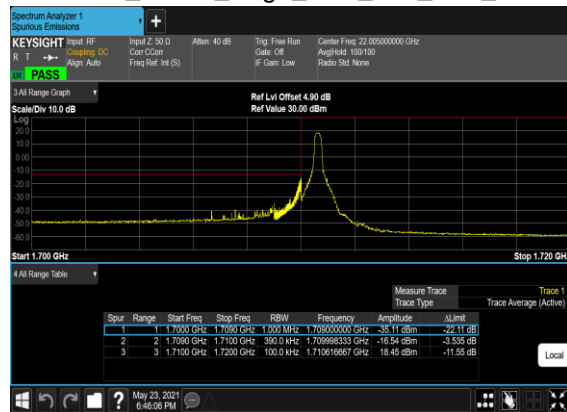 Spectrum Analyzer 1
Spurious Emissions
+
KEYSIGHT Input: RF Input Z: 50 Ω Atten: 40 dB Trig: Free Run Center Freq: 22.005000000 GHz
R T Coupling: DC Corr CCorr Gate: Off Avg|Hold: 100/100
Align: Auto Freq Ref: Int (S) IF Gain: Low Radio Std: None
PASS
3 All Range Graph
Ref Lvl Offset 4.90 dB
Scale/Div 10.0 dB Ref Value 30.00 dBm
Log
20.0
10.0
0.00
-10.0
-20.0
-30.0
-40.0
-50.0
-60.0
Start 1.700 GHz Stop 1.720 GHz
4 All Range Table
Measure Trace Trace 1
Trace Type Trace Average (Active)
Spur Range Start Freq Stop Freq RBW Frequency Amplitude ΔLimit
1 1 1.7000 GHz 1.7090 GHz 1.000 MHz 1.709000000 GHz -35.11 dBm -22.11 dB
2 2 1.7090 GHz 1.7100 GHz 390.0 kHz 1.709998333 GHz -16.54 dBm -3.535 dB
3 3 1.7100 GHz 1.7200 GHz 100.0 kHz 1.710616667 GHz 18.45 dBm -11.55 dB
Local
? May 23, 2021
6:46:06 PM